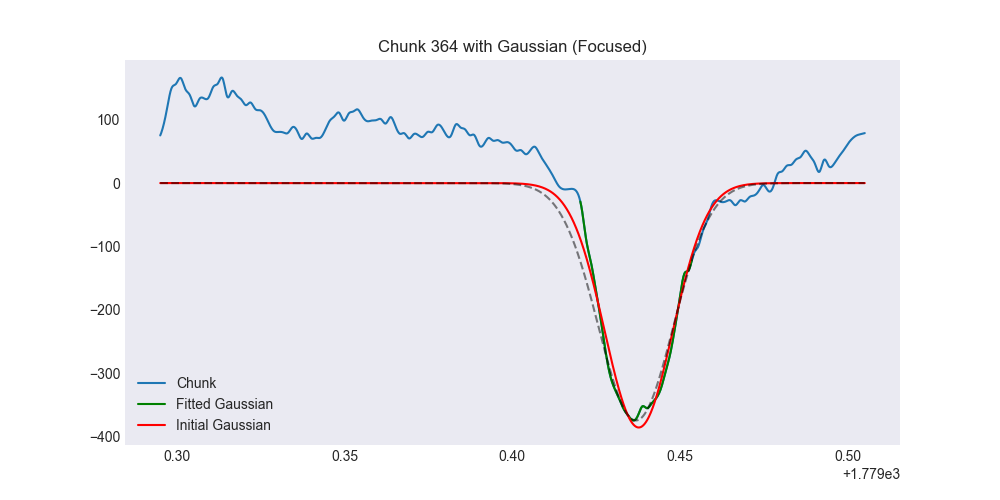 Chunk 364 with Gaussian (Focused)
100
0
−100
−200
−300
−400
Chunk
Fitted Gaussian
Initial Gaussian
0.30 0.35 0.40 0.45 0.50
+1.779e3